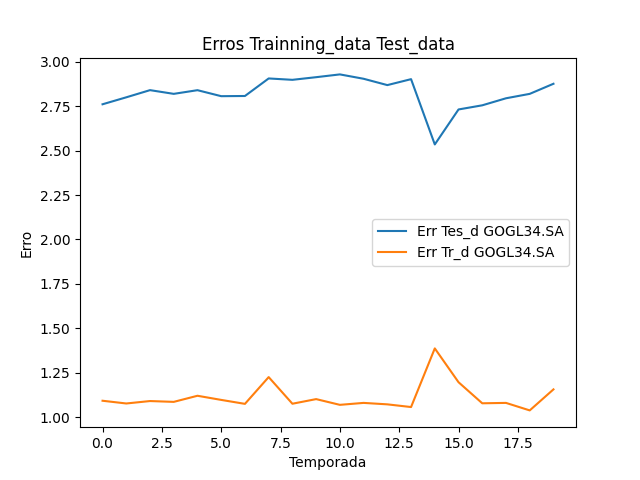 Erros Trainning_data Test_data
3.00
2.75
2.50
2.25
2.00
1.75
1.50
1.25
1.00
Erro
Err Tes_d GOGL34.SA
Err Tr_d GOGL34.SA
0.0 2.5 5.0 7.5 10.0 12.5 15.0 17.5
Temporada